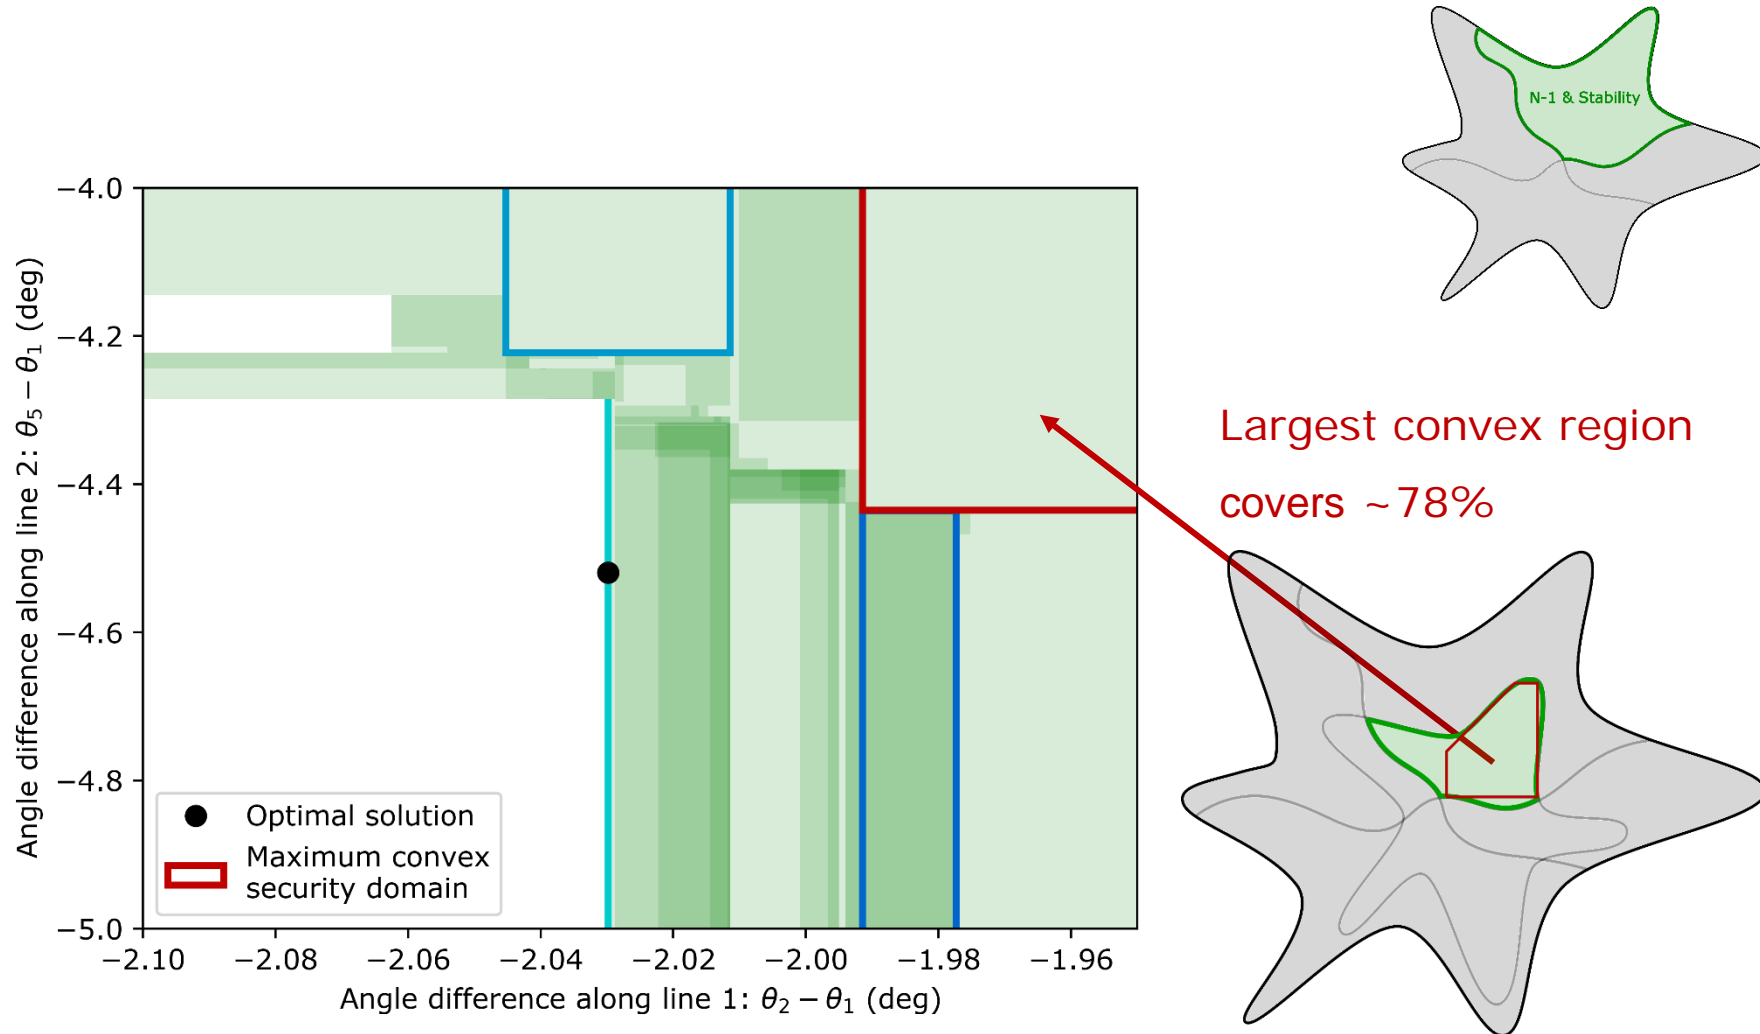 N-1 & Stability
−4.0
−4.2
−4.4
−4.6
−4.8
−5.0
Angle difference along line 2: θ₅ − θ₁ (deg)
Largest convex region
covers ~78%
Optimal solution
Maximum convex
security domain
−2.10
−2.08
−2.06
−2.04
−2.02
−2.00
−1.98
−1.96
Angle difference along line 1: θ₂ − θ₁ (deg)